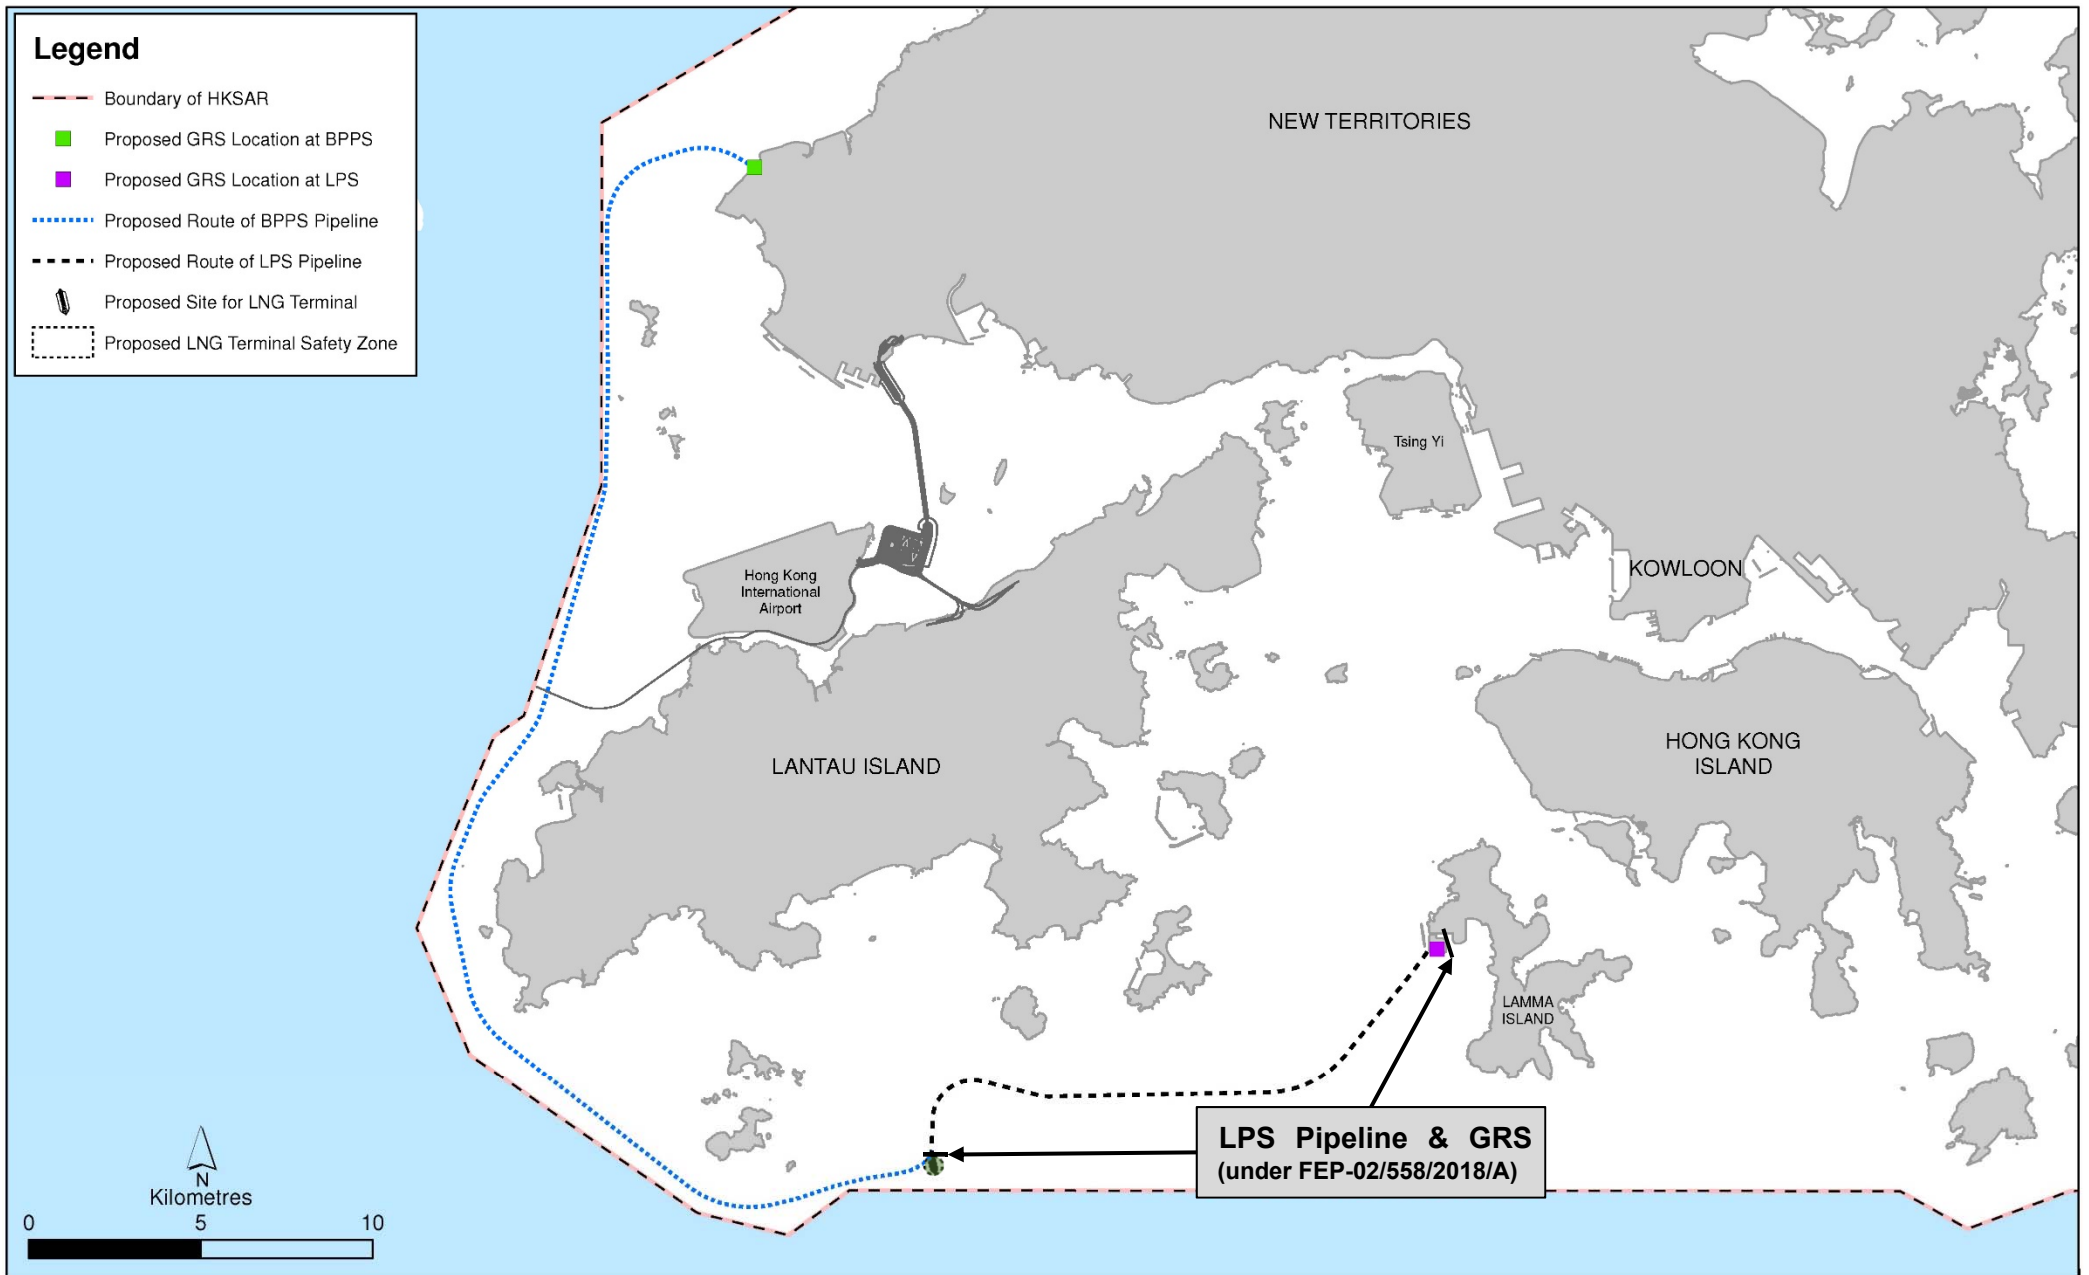 Legend
Boundary of HKSAR
Proposed GRS Location at BPPS
Proposed GRS Location at LPS
Proposed Route of BPPS Pipeline
Proposed Route of LPS Pipeline
Proposed Site for LNG Terminal
Proposed LNG Terminal Safety Zone
NEW TERRITORIES
Tsing Yi
Hong Kong
International
Airport
KOWLOON
LANTAU ISLAND
HONG KONG
ISLAND
LAMMA
ISLAND
LPS Pipeline & GRS
(under FEP-02/558/2018/A)
N
Kilometres
0 5 10